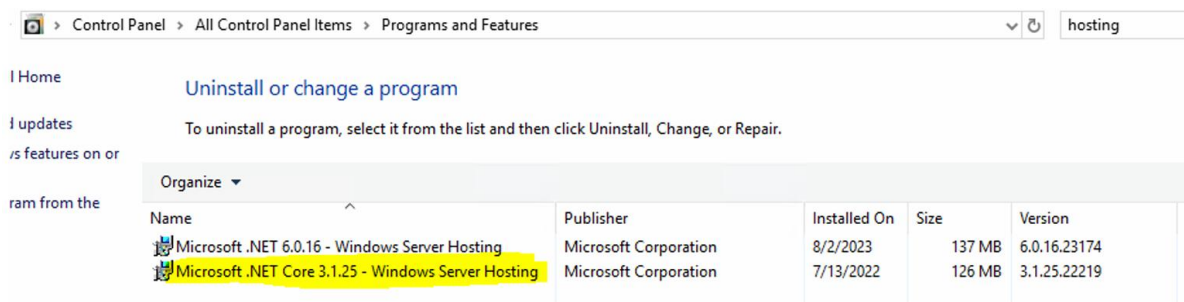 Control Panel > All Control Panel Items > Programs and Features
hosting
l Home
Uninstall or change a program
d updates
To uninstall a program, select it from the list and then click Uninstall, Change, or Repair.
vs features on or
Organize
ram from the
Name Publisher Installed On Size Version
Microsoft .NET 6.0.16 - Windows Server Hosting Microsoft Corporation 8/2/2023 137 MB 6.0.16.23174
Microsoft .NET Core 3.1.25 - Windows Server Hosting Microsoft Corporation 7/13/2022 126 MB 3.1.25.22219